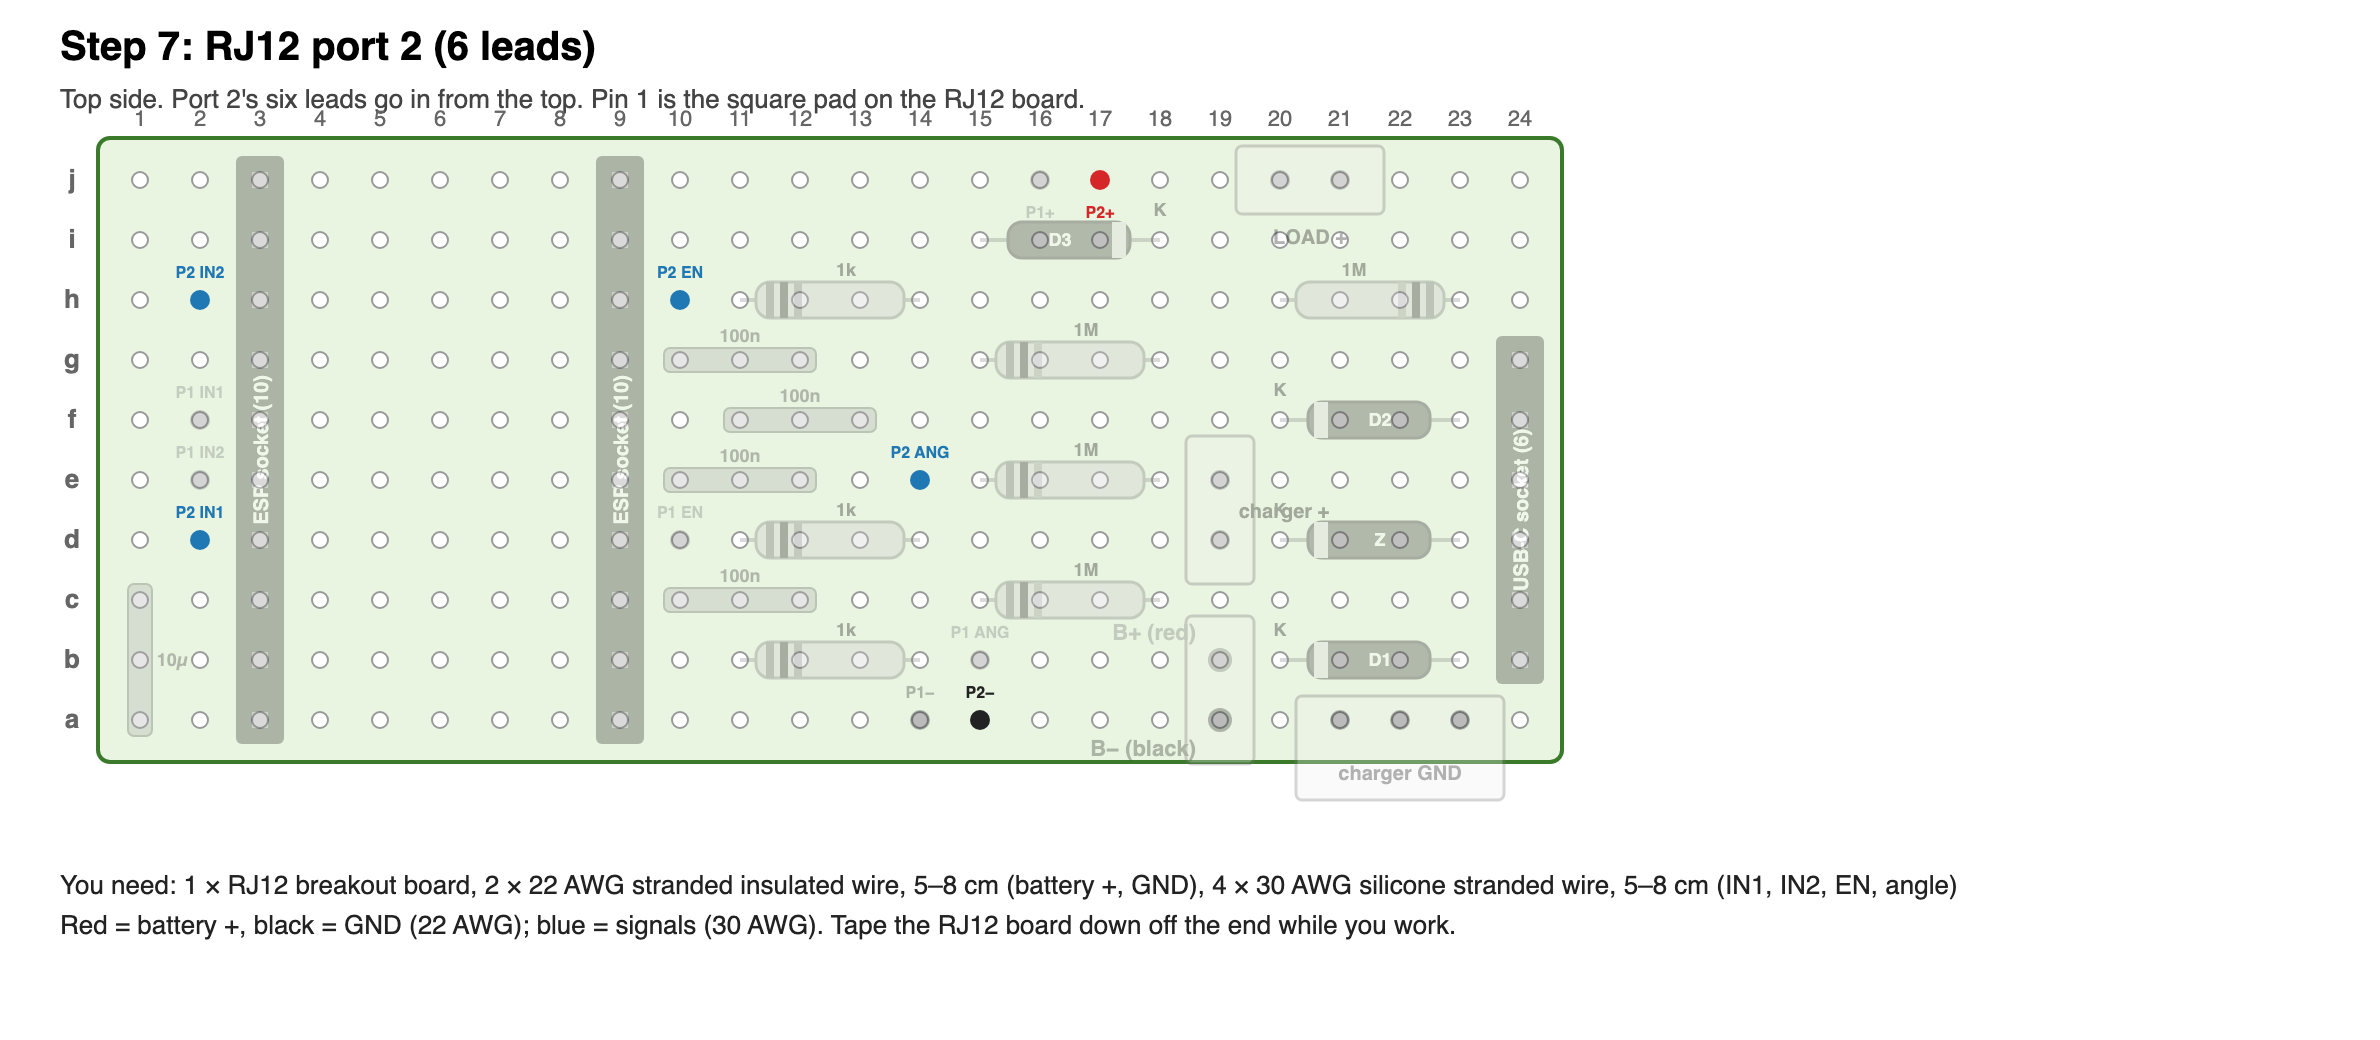 Step 7: RJ12 port 2 (6 leads)
Top side. Port 2's six leads go in from the top. Pin 1 is the square pad on the RJ12 board.
1 2 3 4 5 6 7 8 9 10 11 12 13 14 15 16 17 18 19 20 21 22 23 24
j
P1+ P2+ K
i D3 LOAD +
P2 IN2 P2 EN 1k 1M
h
100n 1M
g
P1 IN1 100n K
f D2
P1 IN2 100n P2 ANG 1M
e
P2 IN1 P1 EN 1k charger + K
d Z
ESP socket (10) ESP socket (10) USB-C socket (6)
100n 1M
c
1k P1 ANG B+ (red) K
b 10µ D1
P1– P2–
a
B– (black)
charger GND
You need: 1 × RJ12 breakout board, 2 × 22 AWG stranded insulated wire, 5–8 cm (battery +, GND), 4 × 30 AWG silicone stranded wire, 5–8 cm (IN1, IN2, EN, angle)
Red = battery +, black = GND (22 AWG); blue = signals (30 AWG). Tape the RJ12 board down off the end while you work.